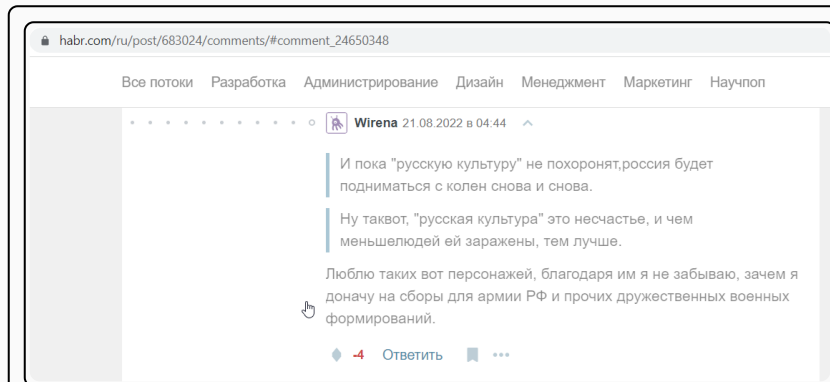 habr.com/ru/post/683024/comments/#comment_24650348
Все потоки Разработка Администрирование Дизайн Менеджмент Маркетинг Научпоп
Wirena 21.08.2022 в 04:44
И пока "русскую культуру" не похоронят,россия будет
подниматься с колен снова и снова.
Ну таквот, "русская культура" это несчастье, и чем
меньшелюдей ей заражены, тем лучше.
Люблю таких вот персонажей, благодаря им я не забываю, зачем я
доначу на сборы для армии РФ и прочих дружественных военных
формирований.
-4 Ответить